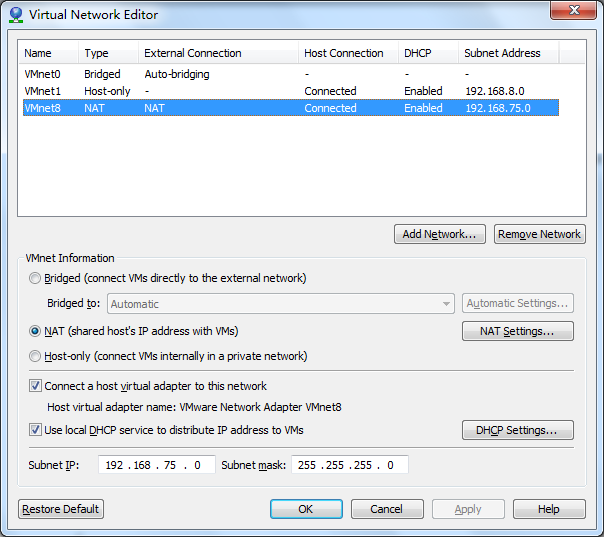 Virtual Network Editor
Name Type External Connection Host Connection DHCP Subnet Address
VMnet0 Bridged Auto-bridging - - -
VMnet1 Host-only - Connected Enabled 192.168.8.0
VMnet8 NAT NAT Connected Enabled 192.168.75.0
Add Network... Remove Network
VMnet Information
Bridged (connect VMs directly to the external network)
Bridged to: Automatic Automatic Settings...
NAT (shared host's IP address with VMs) NAT Settings...
Host-only (connect VMs internally in a private network)
Connect a host virtual adapter to this network
Host virtual adapter name: VMware Network Adapter VMnet8
Use local DHCP service to distribute IP address to VMs DHCP Settings...
Subnet IP: 192 . 168 . 75 . 0 Subnet mask: 255 . 255 . 255 . 0
Restore Default OK Cancel Apply Help